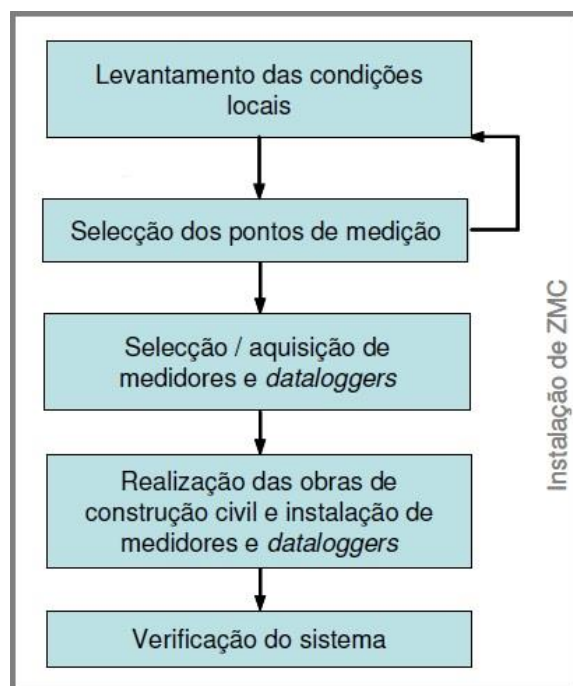 Levantamento das condições
locais
Selecção dos pontos de medição
Selecção / aquisição de
medidores e dataloggers
Realização das obras de
construção civil e instalação de
medidores e dataloggers
Verificação do sistema
Instalação de ZMC